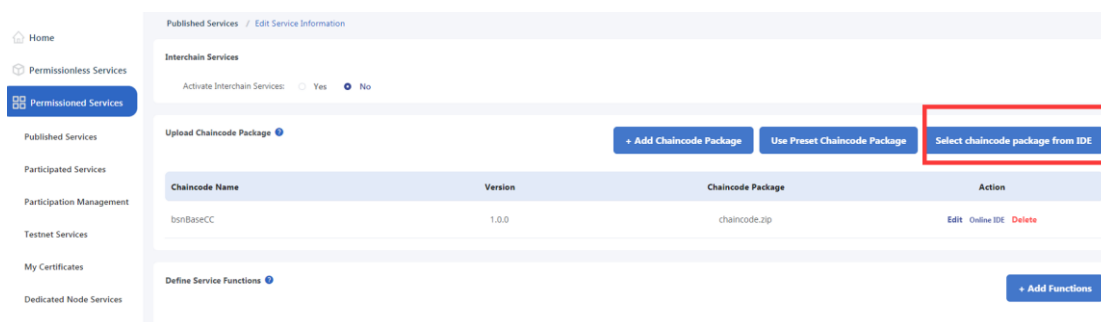 Home
Permissionless Services
Permissioned Services
Published Services
Participated Services
Participation Management
Testnet Services
My Certificates
Dedicated Node Services
Published Services / Edit Service Information
Interchain Services
Activate Interchain Services: Yes No
Upload Chaincode Package ?
+ Add Chaincode Package Use Preset Chaincode Package Select chaincode package from IDE
Chaincode Name Version Chaincode Package Action
bsnBaseCC 1.0.0 chaincode.zip Edit Online IDE Delete
Define Service Functions ?
+ Add Functions